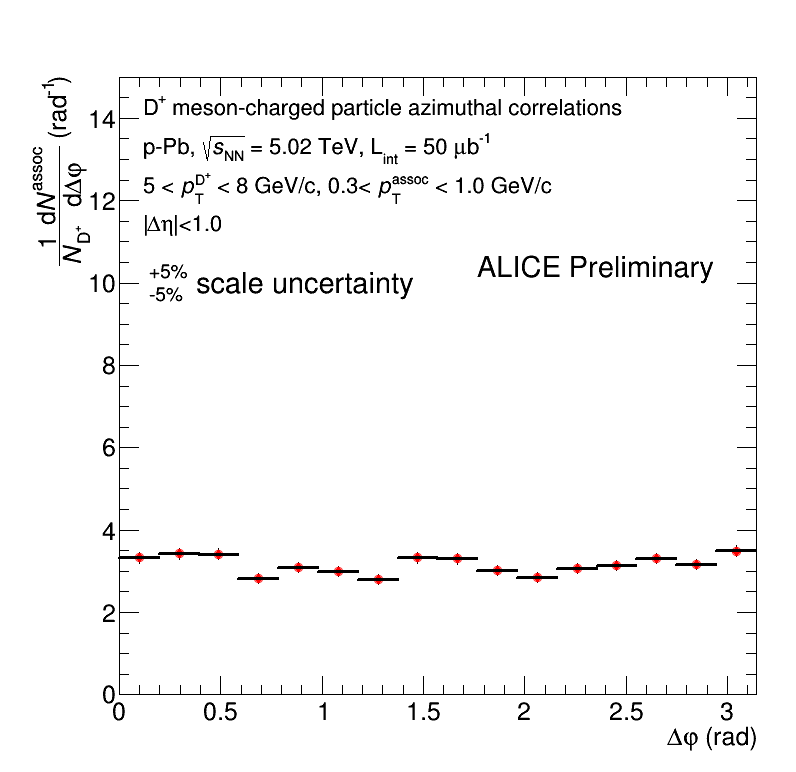 D⁺ meson-charged particle azimuthal correlations
p-Pb, √s_NN = 5.02 TeV, L_int = 50 μb⁻¹
5 < p_T^D⁺ < 8 GeV/c, 0.3< p_T^assoc < 1.0 GeV/c
|Δη|<1.0
+5%
-5% scale uncertainty
ALICE Preliminary
1 dN^assoc
N_D⁺ dΔφ (rad⁻¹)
14
12
10
8
6
4
2
0
0 0.5 1 1.5 2 2.5 3
Δφ (rad)